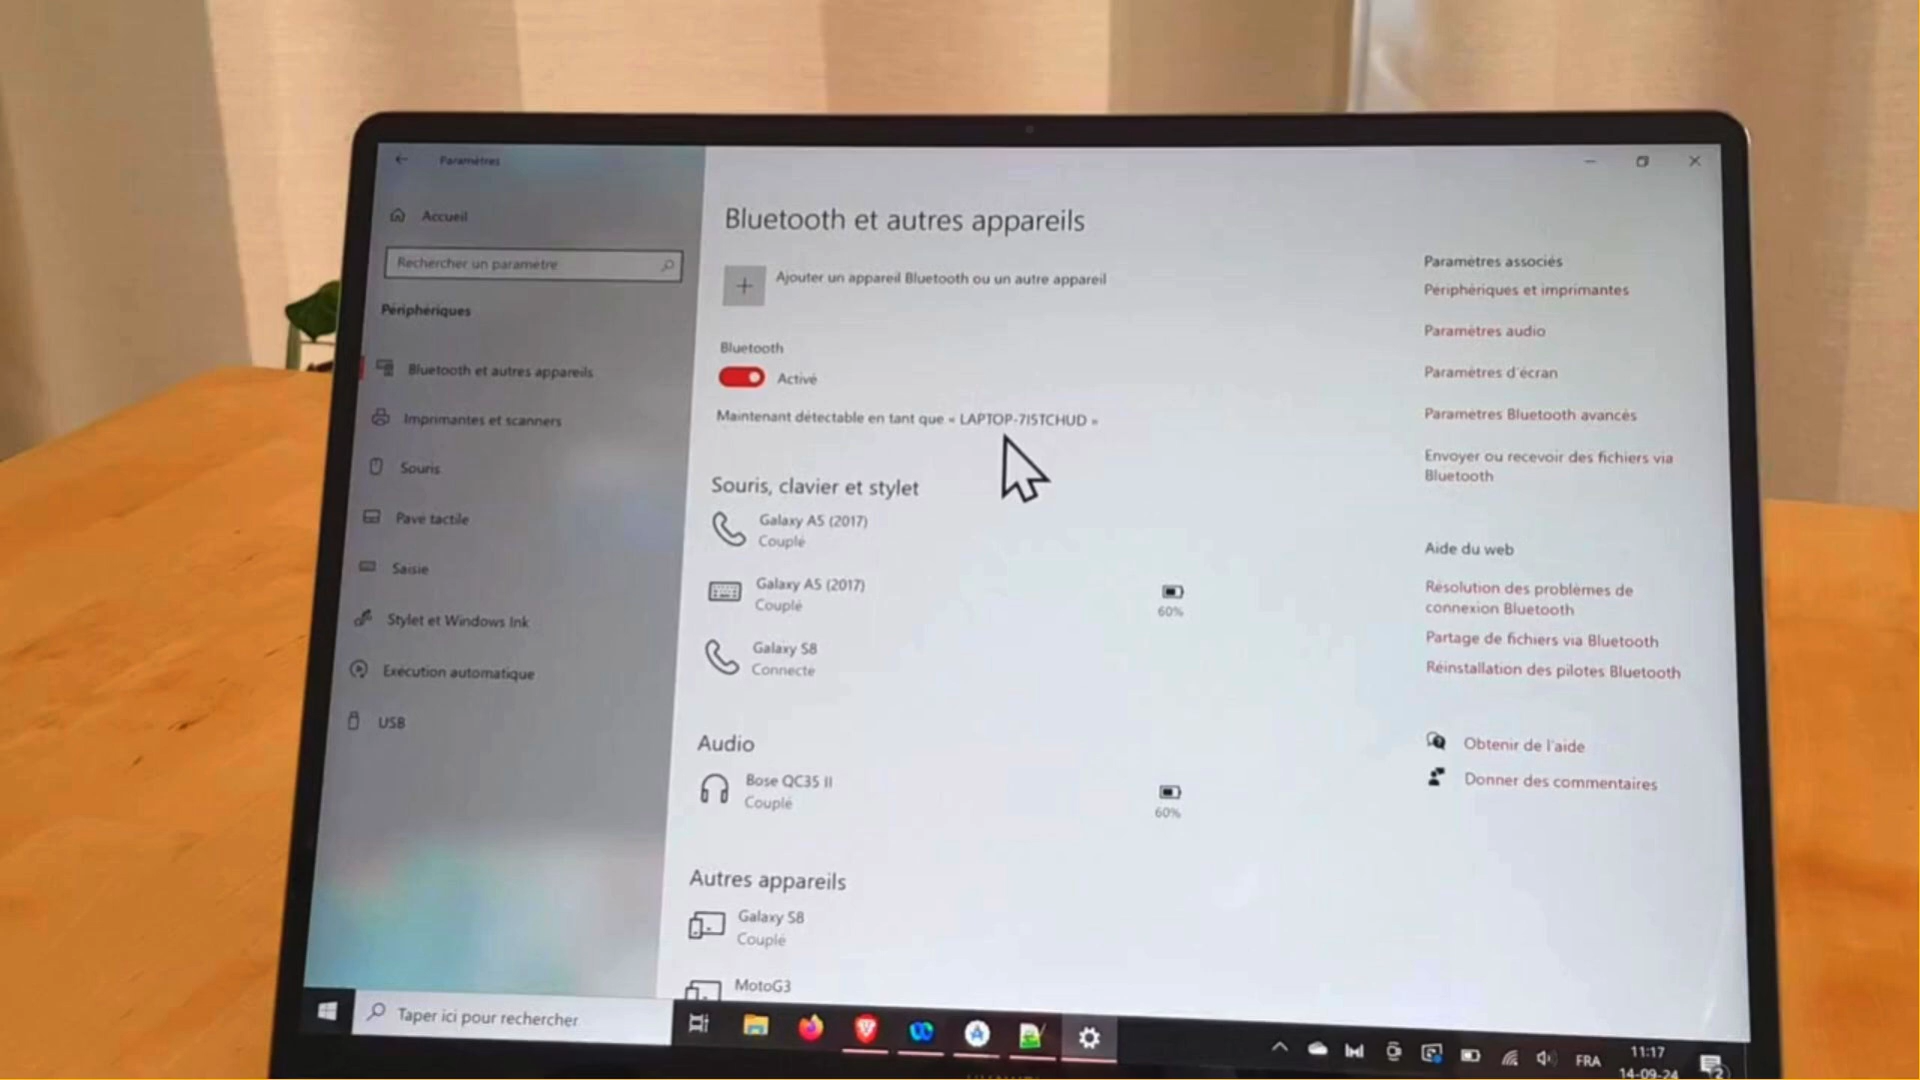 Paramètres
Accueil
Rechercher un paramètre
Périphériques
Bluetooth et autres appareils
Imprimantes et scanners
Souris
Pavé tactile
Saisie
Stylet et Windows Ink
Exécution automatique
USB
Bluetooth et autres appareils
Ajouter un appareil Bluetooth ou un autre appareil
Bluetooth
Activé
Maintenant détectable en tant que « LAPTOP-7I5TCHUD »
Souris, clavier et stylet
Galaxy A5 (2017)
Couplé
Galaxy A5 (2017)
Couplé
60%
Galaxy S8
Connecté
Audio
Bose QC35 II
Couplé
60%
Autres appareils
Galaxy S8
Couplé
MotoG3
Paramètres associés
Périphériques et imprimantes
Paramètres audio
Paramètres d'écran
Paramètres Bluetooth avancés
Envoyer ou recevoir des fichiers via
Bluetooth
Aide du web
Résolution des problèmes de
connexion Bluetooth
Partage de fichiers via Bluetooth
Réinstallation des pilotes Bluetooth
Obtenir de l'aide
Donner des commentaires
Taper ici pour rechercher
FRA
11:17
14-09-24
2